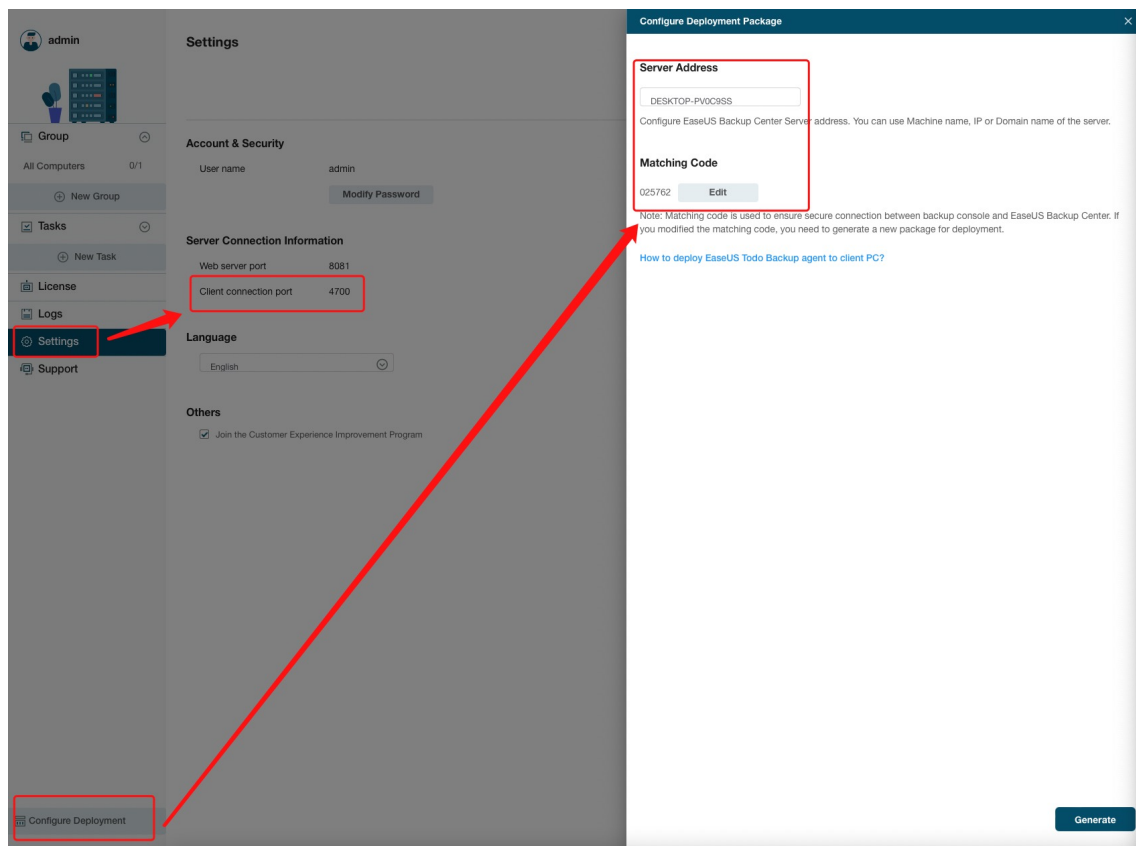 admin
Group
All Computers 0/1
New Group
Tasks
New Task
License
Logs
Settings
Support
Configure Deployment
Settings
Account & Security
User name admin
Modify Password
Server Connection Information
Web server port 8081
Client connection port 4700
Language
English
Others
Join the Customer Experience Improvement Program
Configure Deployment Package
Server Address
DESKTOP-PV0C9SS
Configure EaseUS Backup Center Server address. You can use Machine name, IP or Domain name of the server.
Matching Code
025762 Edit
Note: Matching code is used to ensure secure connection between backup console and EaseUS Backup Center. If
you modified the matching code, you need to generate a new package for deployment.
How to deploy EaseUS Todo Backup agent to client PC?
Generate